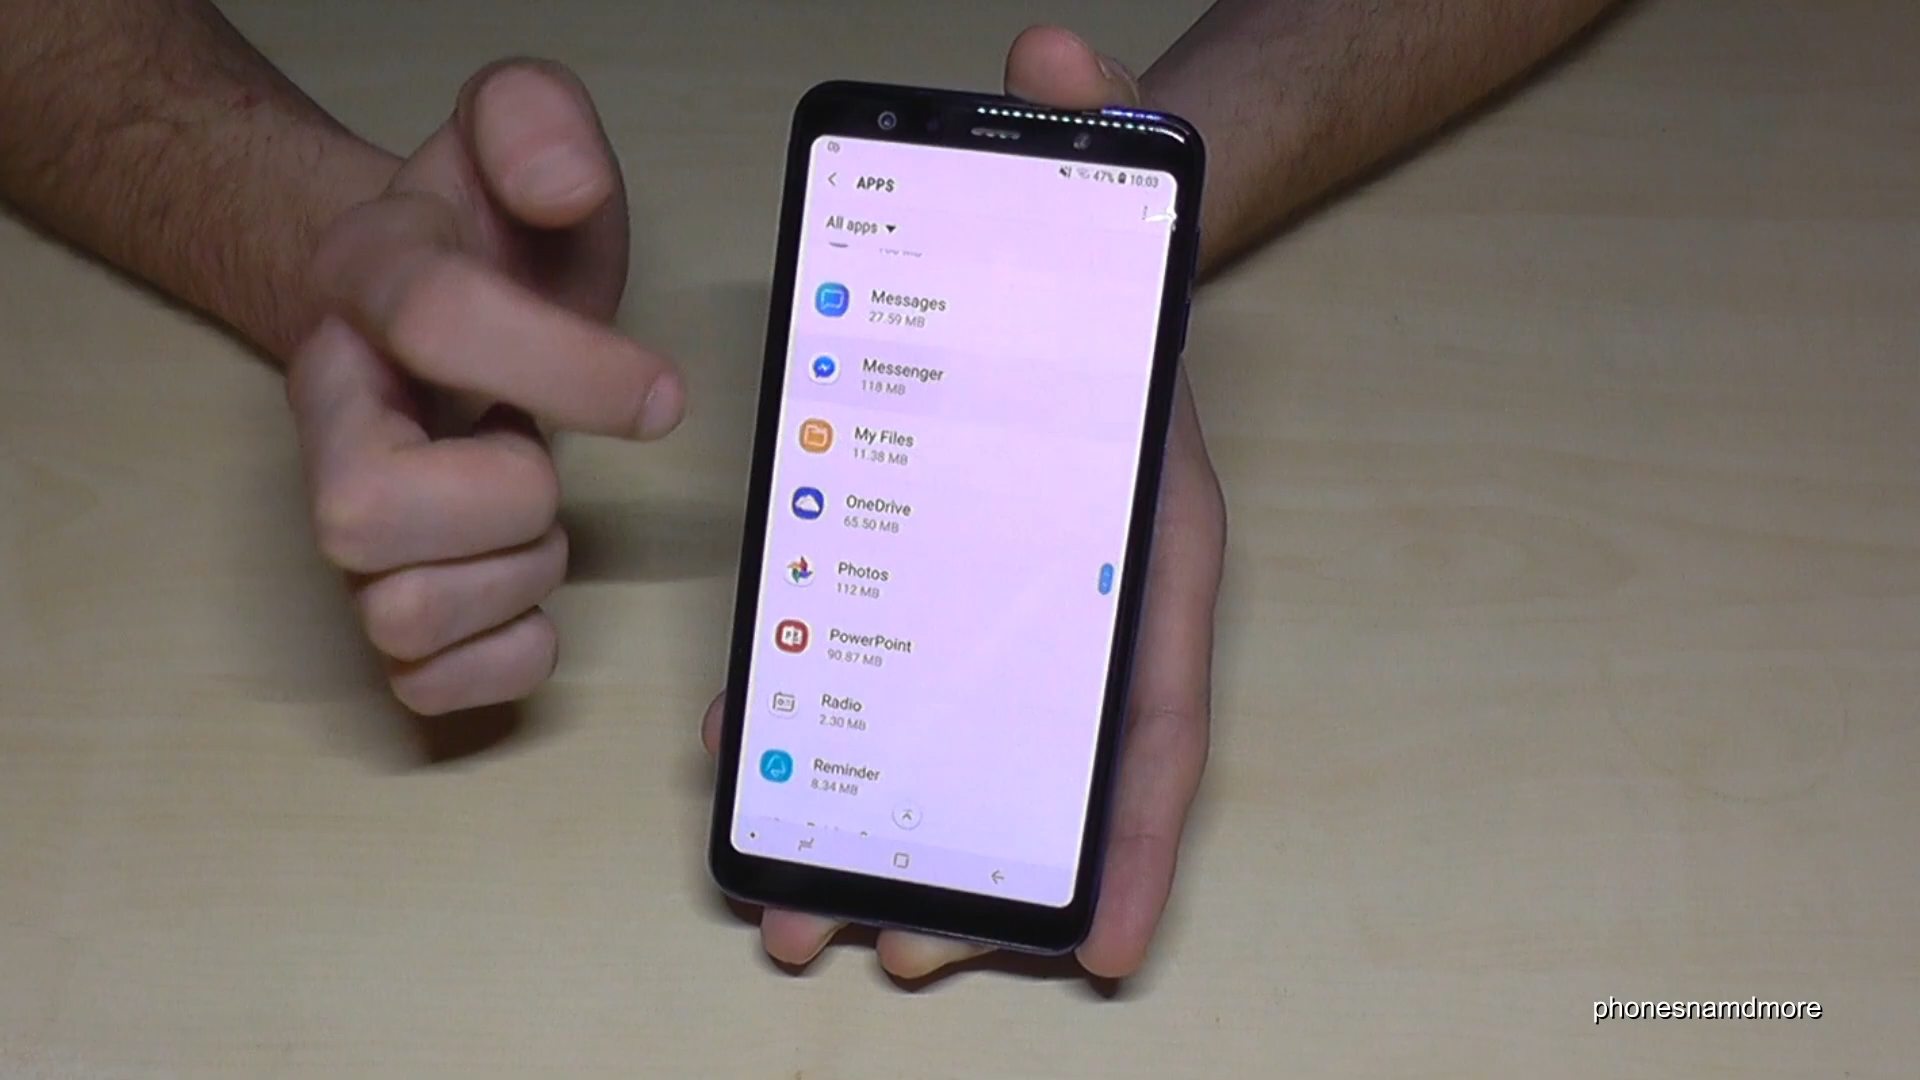 47% 10:03
APPS
All apps
Messages
27.59 MB
Messenger
118 MB
My Files
11.38 MB
OneDrive
65.50 MB
Photos
112 MB
PowerPoint
90.87 MB
Radio
2.30 MB
Reminder
8.34 MB
phonesnamdmore